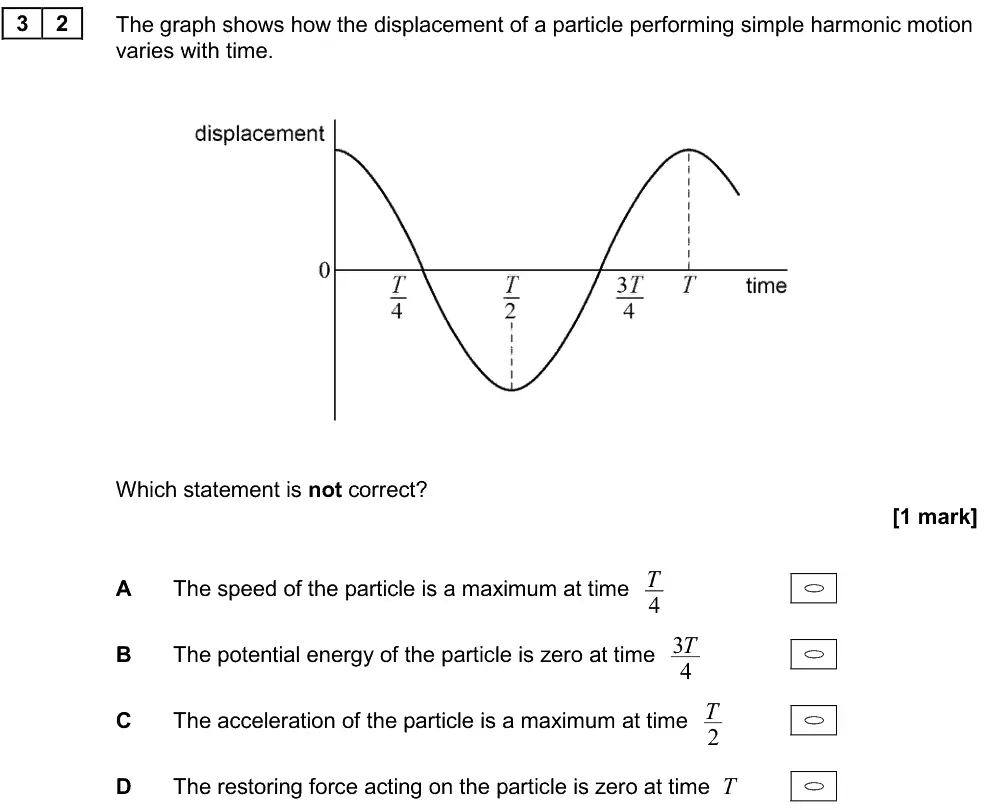 3 2 The graph shows how the displacement of a particle performing simple harmonic motion
varies with time.
displacement
0
T/4 T/2 3T/4 T time
Which statement is not correct?
[1 mark]
A The speed of the particle is a maximum at time T/4
B The potential energy of the particle is zero at time 3T/4
C The acceleration of the particle is a maximum at time T/2
D The restoring force acting on the particle is zero at time T